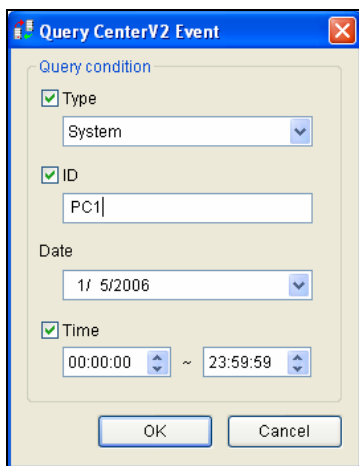 Query CenterV2 Event
Query condition
Type
System
ID
PC1
Date
1/ 5/2006
Time
00:00:00 ~ 23:59:59
OK Cancel